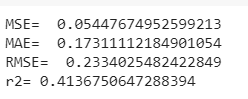 MSE=  0.05447674952599213
MAE=  0.17311112184901054
RMSE=  0.2334025482422849
r2= 0.4136750647288394